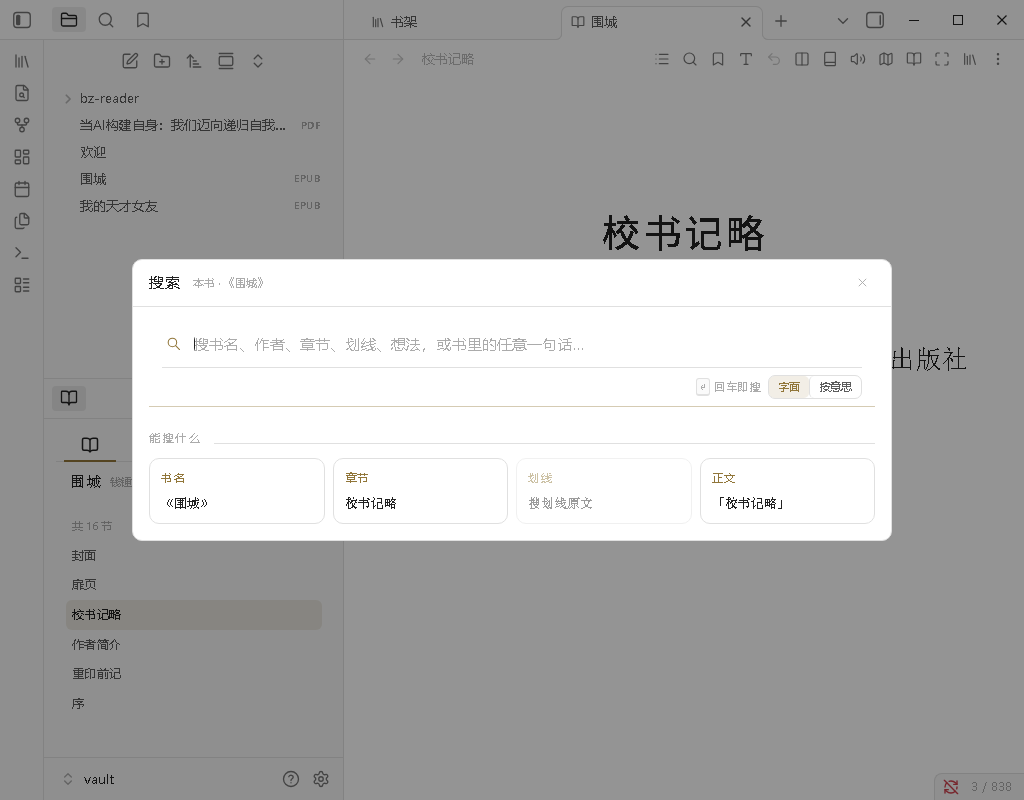 书架
围城
校书记略
bz-reader
当AI构建自身：我们迈向递归自我... PDF
欢迎
围城 EPUB
我的天才女友 EPUB
校书记略
出版社
搜索 本书 · 《围城》
搜书名、作者、章节、划线、想法，或书里的任意一句话...
回车即搜 字面 按意思
能搜什么
书名 章节 划线 正文
《围城》 校书记略 搜划线原文 「校书记略」
围城
共 16 节
封面
扉页
校书记略
作者简介
重印前记
序
vault
3 / 838